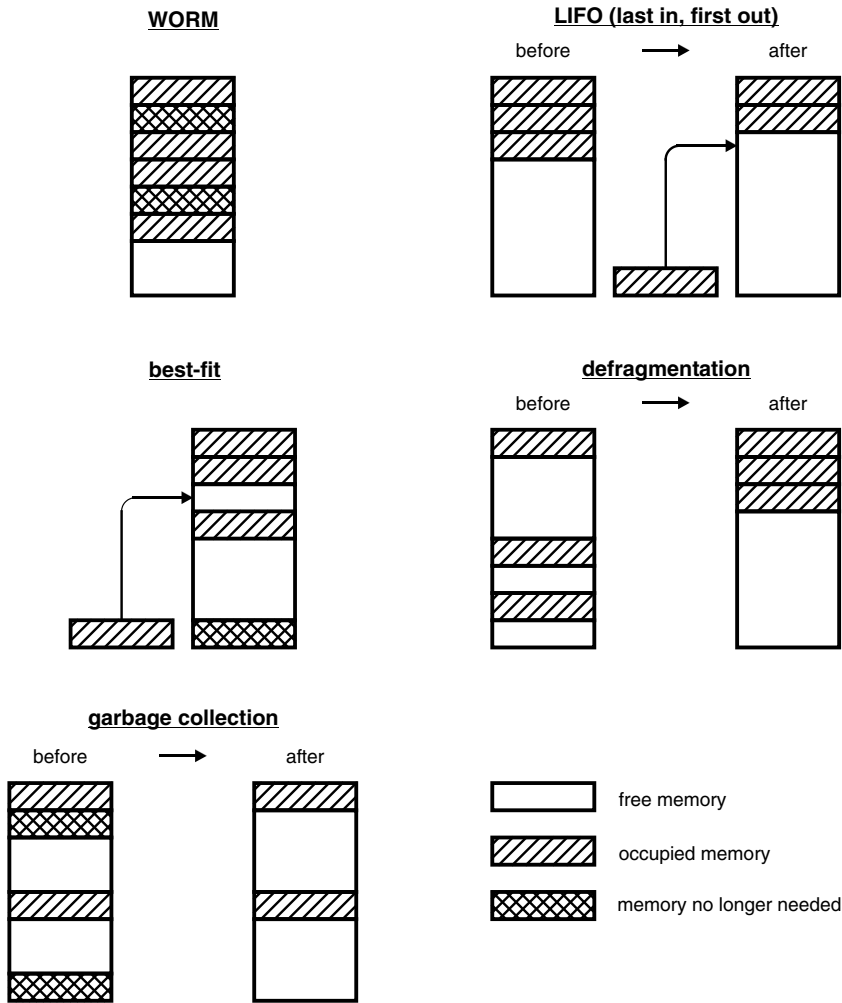 WORM
LIFO (last in, first out)
before
after
best-fit
defragmentation
before
after
garbage collection
before
after
free memory
occupied memory
memory no longer needed